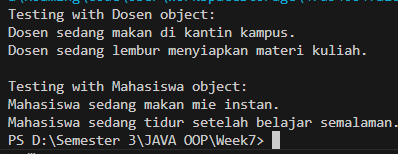 Testing with Dosen object:
Dosen sedang makan di kantin kampus.
Dosen sedang lembur menyiapkan materi kuliah.
Testing with Mahasiswa object:
Mahasiswa sedang makan mie instan.
Mahasiswa sedang tidur setelah belajar semalaman.
PS D:\Semester 3\JAVA OOP\Week7>